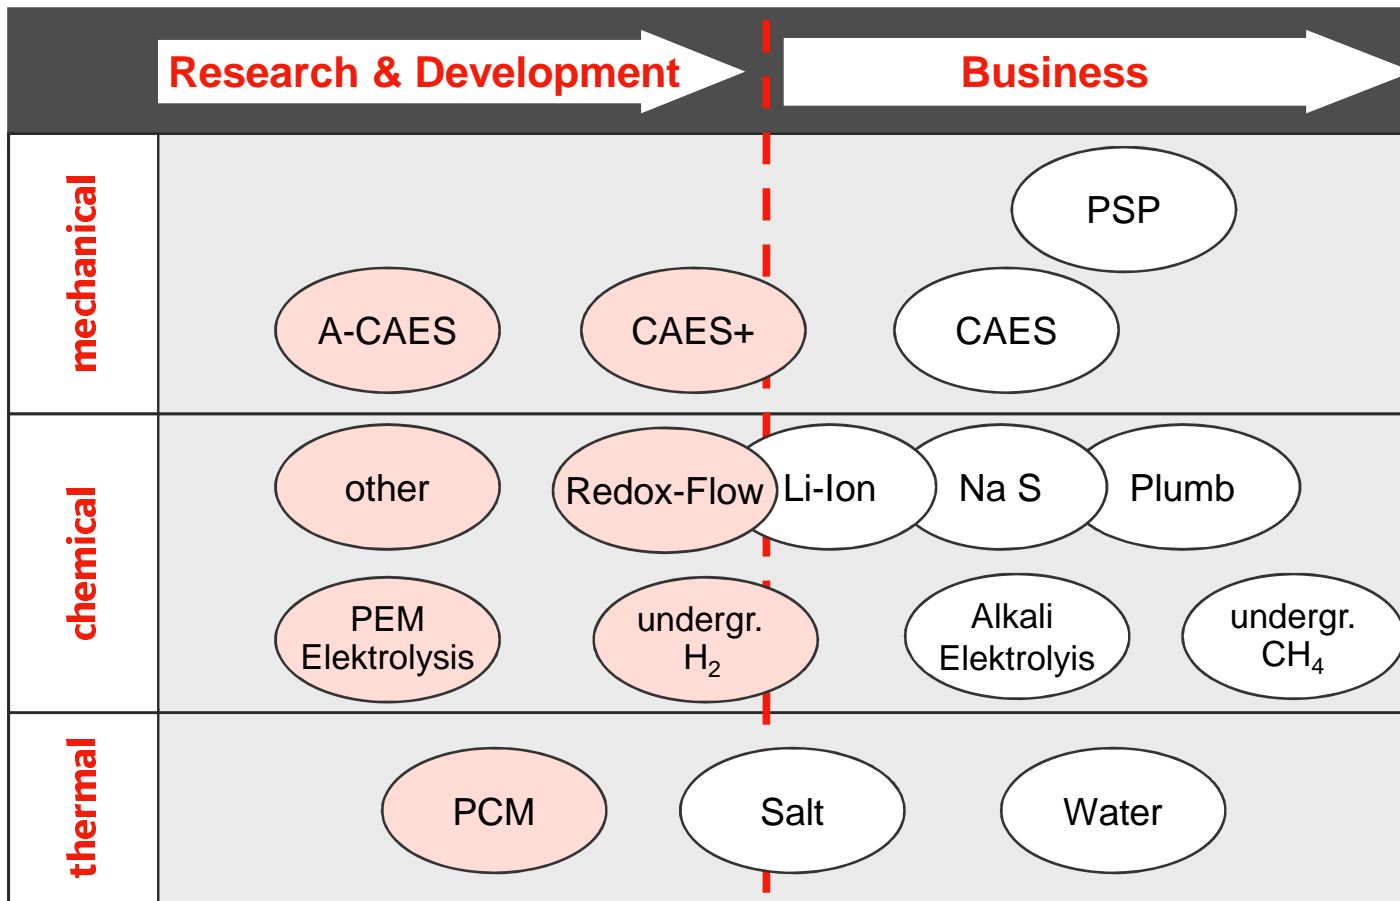 Research & Development
Business
mechanical
PSP
A-CAES
CAES+
CAES
chemical
other
Redox-Flow
Li-Ion
Na S
Plumb
PEM
Elektrolysis
undergr.
H₂
Alkali
Elektrolyis
undergr.
CH₄
thermal
PCM
Salt
Water